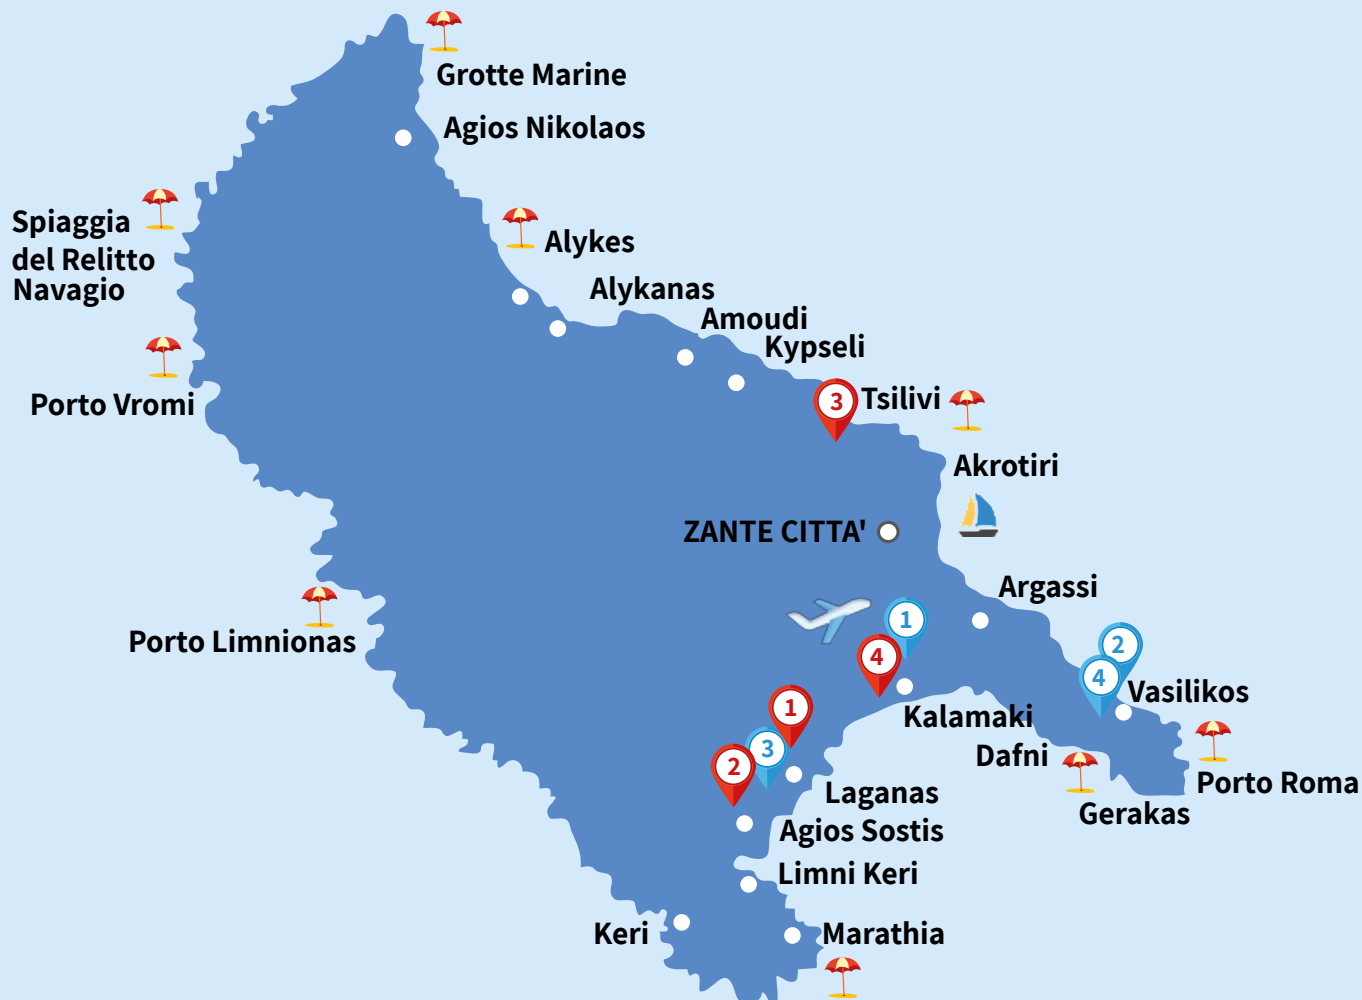 Grotte Marine
Agios Nikolaos
Spiaggia
del Relitto
Navagio
Alykes
Alykanas
Amoudi
Kypseli
Porto Vromi
3
Tsilivi
Akrotiri
ZANTE CITTA'
Argassi
Porto Limnionas
1
4
2
4
Vasilikos
Kalamaki
1
3
2
Dafni
Porto Roma
Gerakas
Laganas
Agios Sostis
Limni Keri
Keri
Marathia